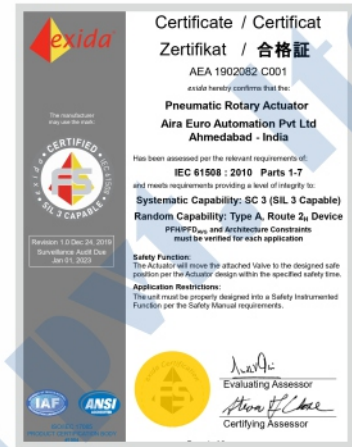 exida
Certificate / Certificat
Zertifikat / 合格証
AEA 1902082 C001
exida hereby confirms that the:
Pneumatic Rotary Actuator
Aira Euro Automation Pvt Ltd
Ahmedabad - India
The manufacturer
may use the mark:
CERTIFIED
exida
IEC 61508
FS
SIL 3 CAPABLE
Revision 1.0 Dec 24, 2019
Surveillance Audit Due
Jan 01, 2023
Has been assessed per the relevant requirements of:
IEC 61508 : 2010 Parts 1-7
and meets requirements providing a level of integrity to:
Systematic Capability: SC 3 (SIL 3 Capable)
Random Capability: Type A, Route 2H Device
PFH/PFDAVG and Architecture Constraints
must be verified for each application
Safety Function:
The Actuator will move the attached Valve to the designed safe
position per the Actuator design within the specified safety time.
Application Restrictions:
The unit must be properly designed into a Safety Instrumented
Function per the Safety Manual requirements.
Evaluating Assessor
Certifying Assessor
IAF
ANSI